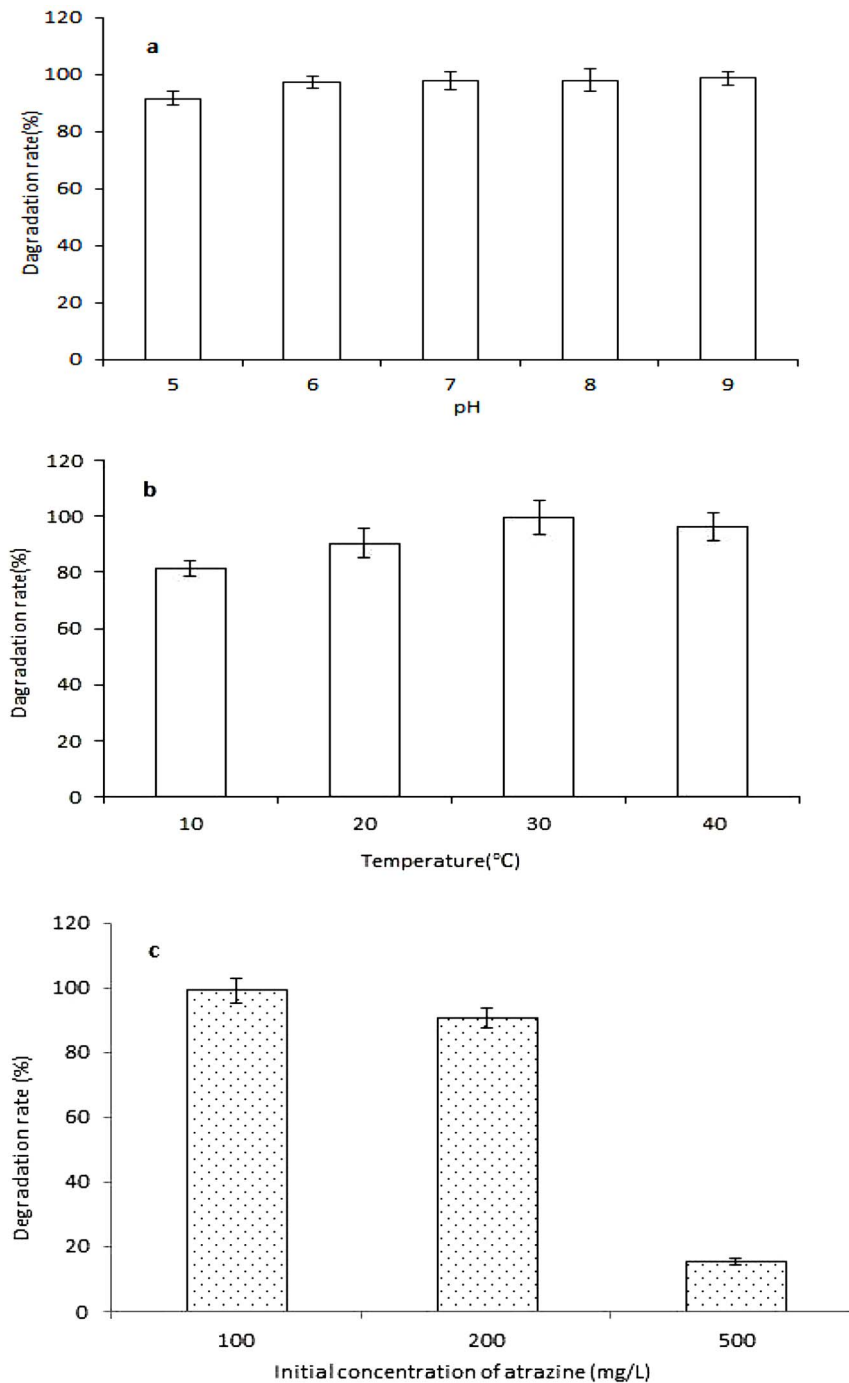 a
120
100
80
60
40
20
0
Dagradation rate(%)
5 6 7 8 9
pH
b
120
100
80
60
40
20
0
Dagradation rate(%)
10 20 30 40
Temperature(°C)
c
120
100
80
60
40
20
0
Degradation rate (%)
100 200 500
Initial concentration of atrazine (mg/L)